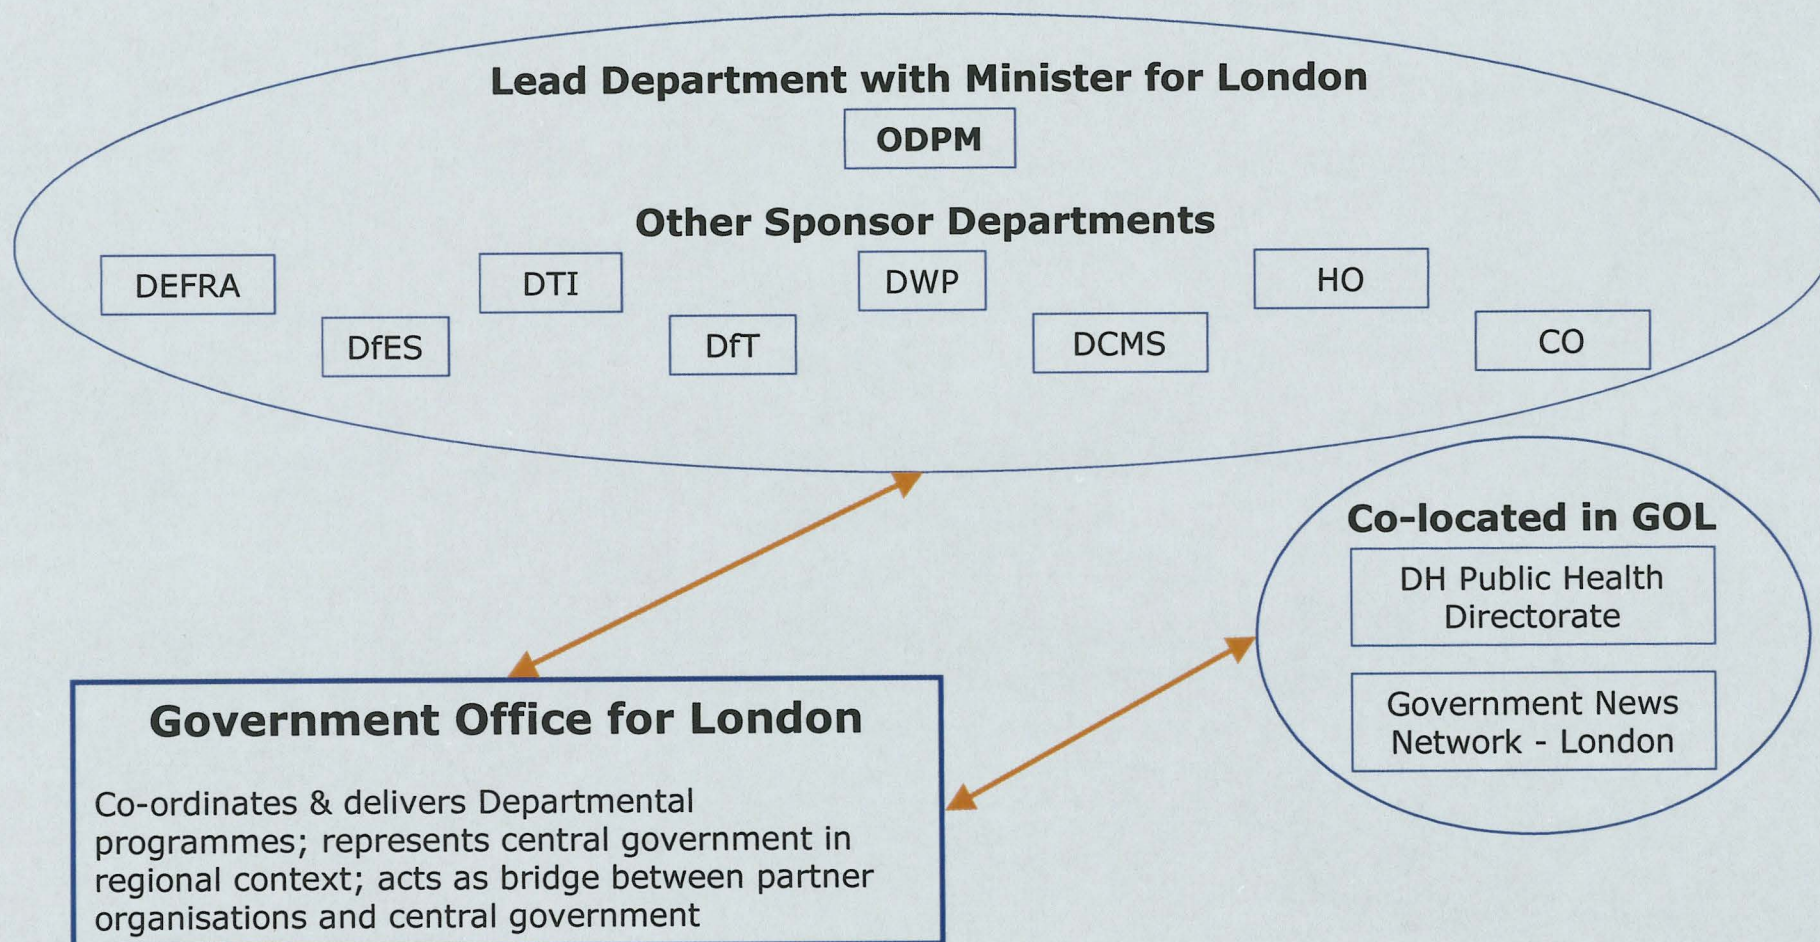 Lead Department with Minister for London
ODPM
Other Sponsor Departments
DEFRA
DTI
DWP
HO
DfES
DfT
DCMS
CO
Co-located in GOL
DH Public Health
Directorate
Government News
Network - London
Government Office for London
Co-ordinates & delivers Departmental
programmes; represents central government in
regional context; acts as bridge between partner
organisations and central government